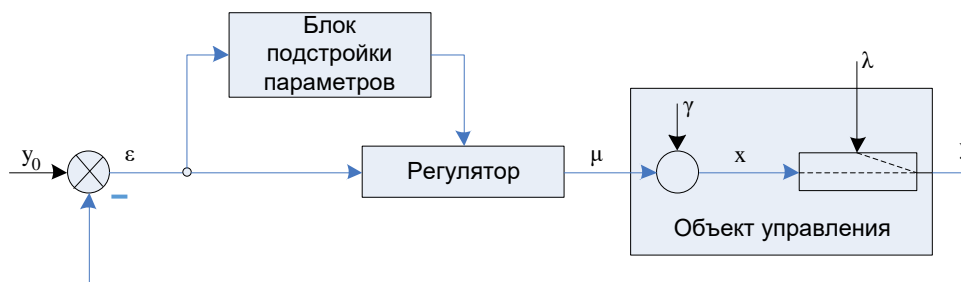 Блок
подстройки
параметров
λ
γ
y0
ε
Регулятор
μ
x
Объект управления